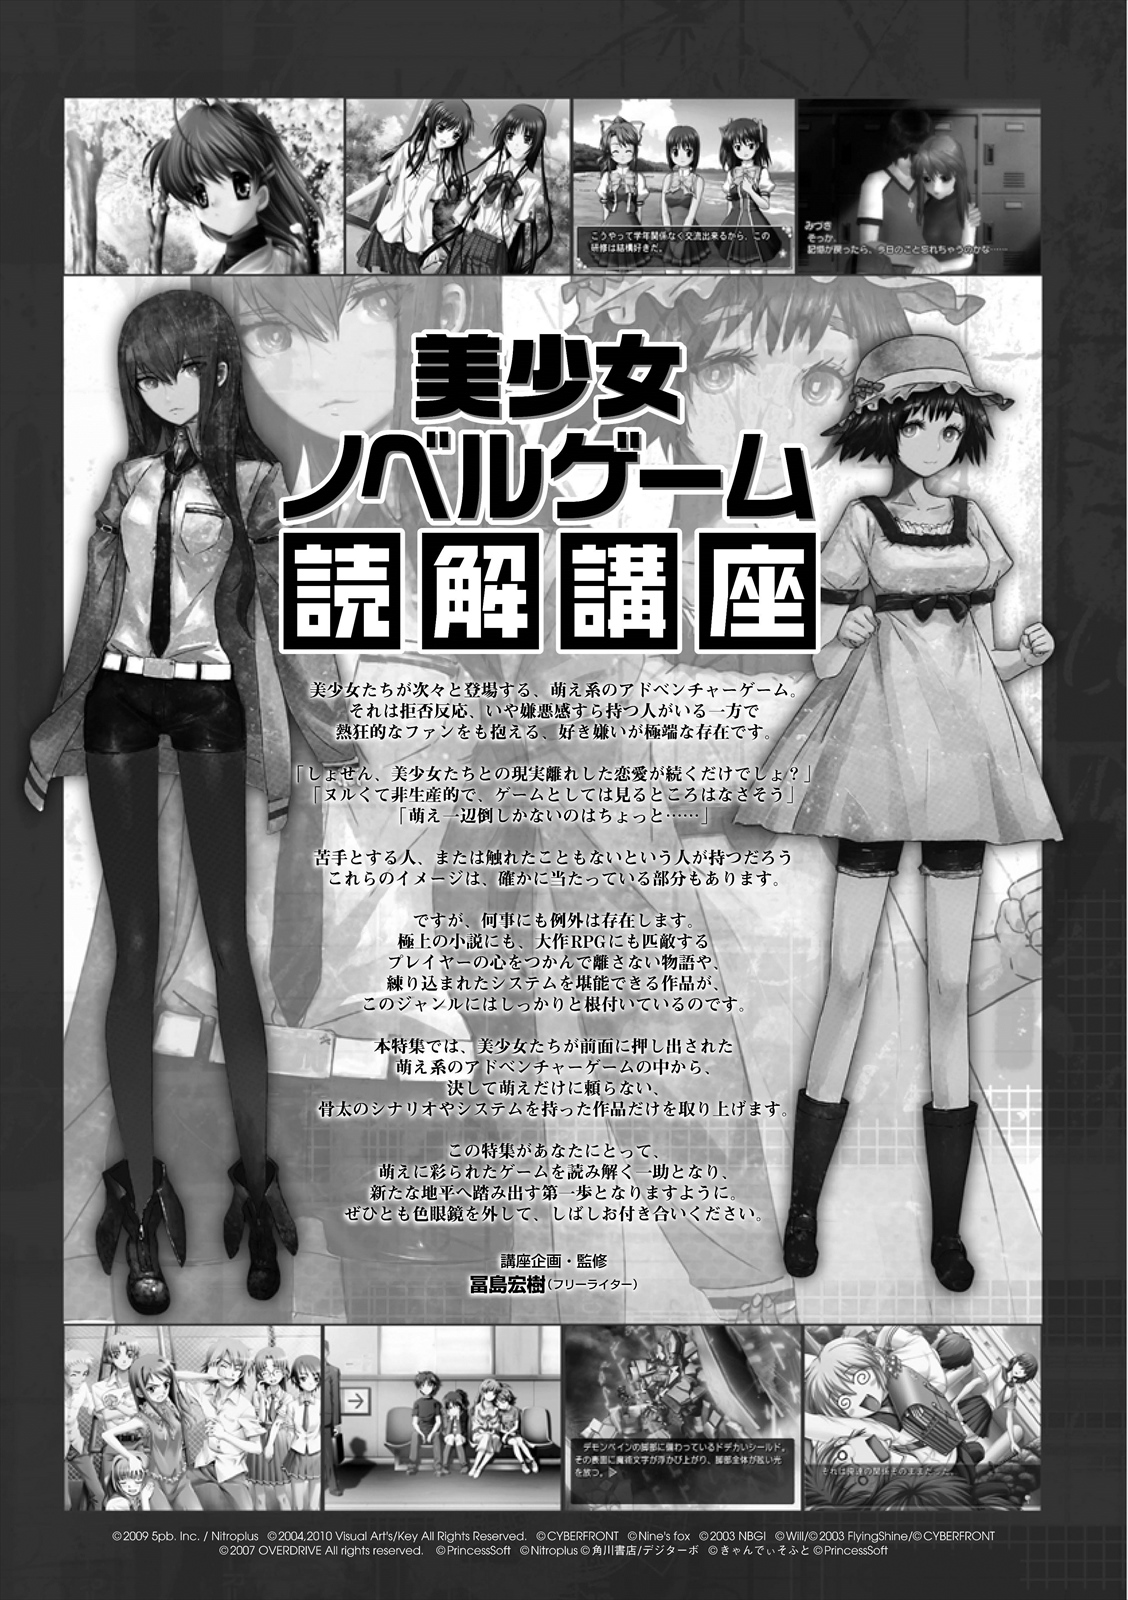 こうやって学年関係なく交流出来るから、この
研修は結構好きだ。
みづき
そっか。
記憶が戻ったら、今日のこと忘れちゃうのかな……
美少女
ノベルゲーム
読解講座
美少女たちが次々と登場する、萌え系のアドベンチャーゲーム。
それは拒否反応、いや嫌悪感すら持つ人がいる一方で
熱狂的なファンをも抱える、好き嫌いが極端な存在です。
「しょせん、美少女たちとの現実離れした恋愛が続くだけでしょ？」
「ヌルくて非生産的で、ゲームとしては見るところはなさそう」
「萌え一辺倒しかないのはちょっと……」
苦手とする人、または触れたこともないという人が持つだろう
これらのイメージは、確かに当たっている部分もあります。
ですが、何事にも例外は存在します。
極上の小説にも、大作RPGにも匹敵する
プレイヤーの心をつかんで離さない物語や、
練り込まれたシステムを堪能できる作品が、
このジャンルにはしっかりと根付いているのです。
本特集では、美少女たちが前面に押し出された
萌え系のアドベンチャーゲームの中から、
決して萌えだけに頼らない、
骨太のシナリオやシステムを持った作品だけを取り上げます。
この特集があなたにとって、
萌えに彩られたゲームを読み解く一助となり、
新たな地平へ踏み出す第一歩となりますように。
ぜひとも色眼鏡を外して、しばしお付き合いください。
講座企画・監修
冨島宏樹（フリーライター）
デモンベインの脚部に備わっているドデカいシールド。
その表面に魔術文字が浮かび上がり、脚部全体が眩い光
を放つ。
それは俺達の関係そのままだった。
©2009 5pb. Inc. / Nitroplus ©2004,2010 Visual Art's/Key All Rights Reserved. ©CYBERFRONT ©Nine's fox ©2003 NBGI ©Will/©2003 FlyingShine/©CYBERFRONT
©2007 OVERDRIVE All rights reserved. ©PrincessSoft ©Nitroplus©角川書店/デジターボ ©きゃんでぃそふと©PrincessSoft